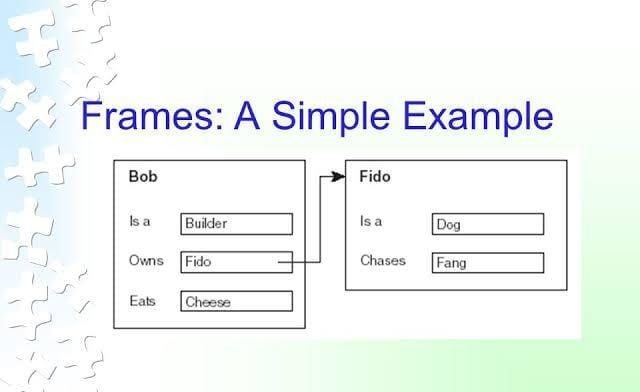 Frames: A Simple Example
Bob
Is a Builder
Owns Fido
Eats Cheese
Fido
Is a Dog
Chases Fang